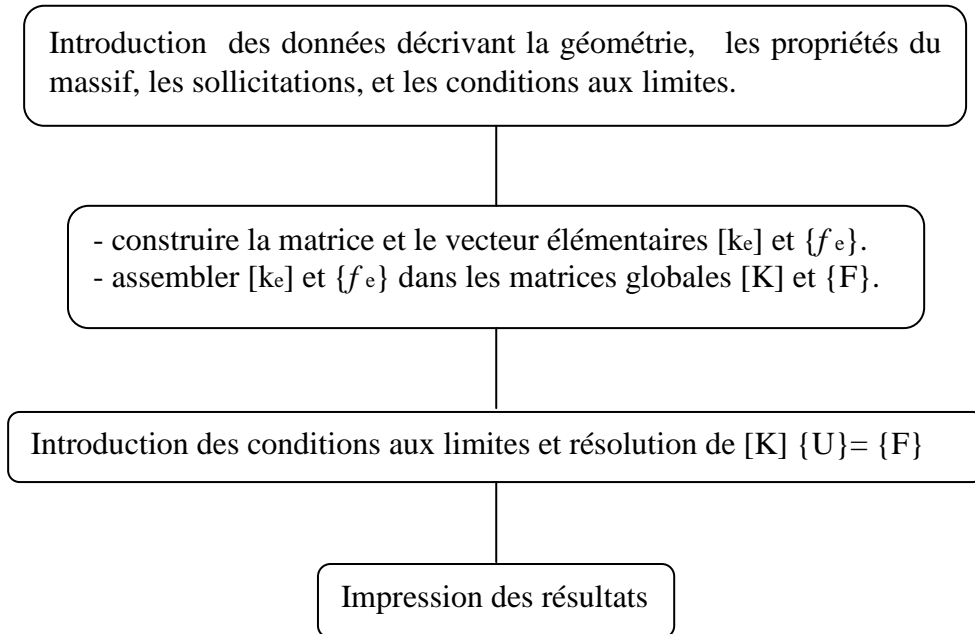 Introduction des données décrivant la géométrie, les propriétés du
massif, les sollicitations, et les conditions aux limites.
- construire la matrice et le vecteur élémentaires [ke] et {f e}.
- assembler [ke] et {f e} dans les matrices globales [K] et {F}.
Introduction des conditions aux limites et résolution de [K] {U}= {F}
Impression des résultats